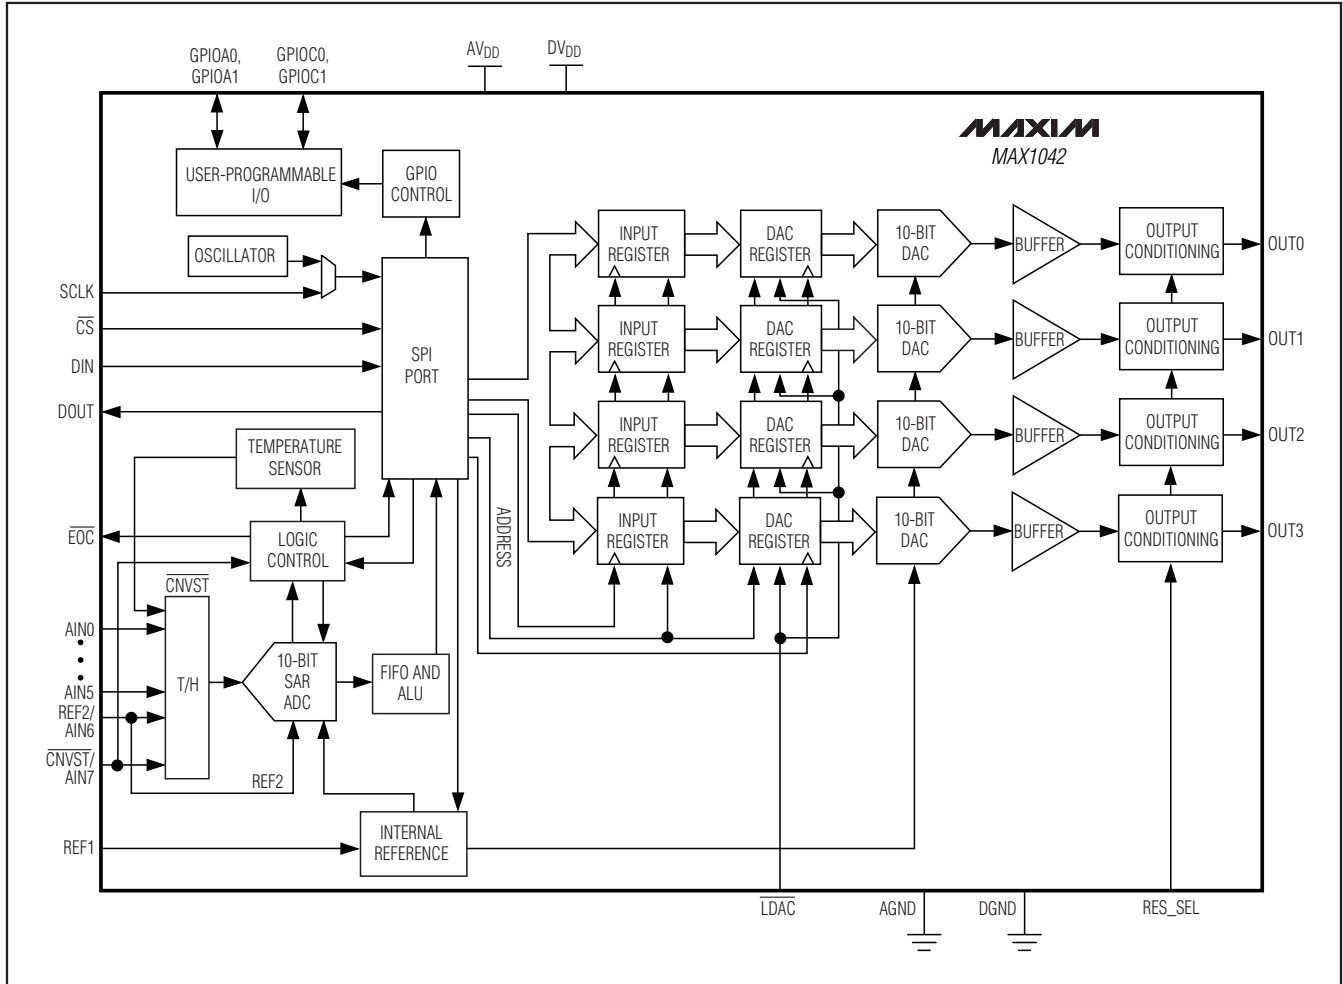 GPIOA0,
GPIOA1
GPIOC0,
GPIOC1
AVDD
DVDD
MAXIM
MAX1042
USER-PROGRAMMABLE
I/O
GPIO
CONTROL
OSCILLATOR
SCLK
CS
DIN
DOUT
SPI
PORT
TEMPERATURE
SENSOR
EOC
LOGIC
CONTROL
CNVST
AIN0
AIN5
REF2/
AIN6
CNVST/
AIN7
T/H
10-BIT
SAR
ADC
FIFO AND
ALU
REF2
REF1
INTERNAL
REFERENCE
ADDRESS
INPUT
REGISTER
DAC
REGISTER
10-BIT
DAC
BUFFER
OUTPUT
CONDITIONING
OUT0
INPUT
REGISTER
DAC
REGISTER
10-BIT
DAC
BUFFER
OUTPUT
CONDITIONING
OUT1
INPUT
REGISTER
DAC
REGISTER
10-BIT
DAC
BUFFER
OUTPUT
CONDITIONING
OUT2
INPUT
REGISTER
DAC
REGISTER
10-BIT
DAC
BUFFER
OUTPUT
CONDITIONING
OUT3
LDAC
AGND
DGND
RES_SEL